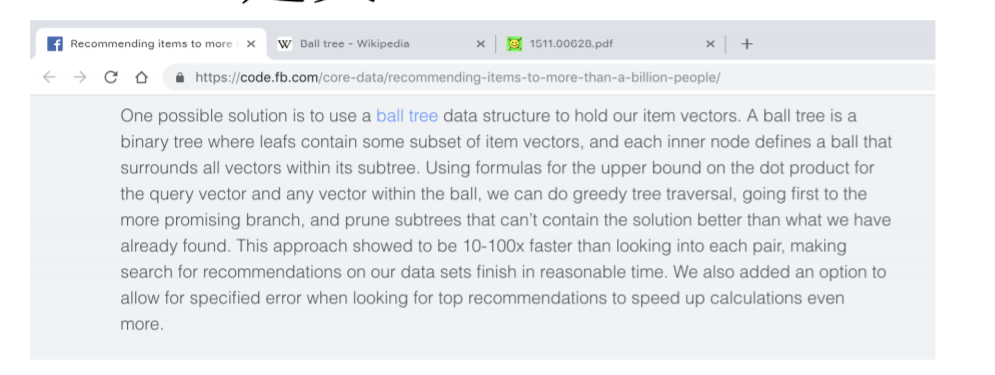 Recommending items to more
Ball tree - Wikipedia
1511.00628.pdf
https://code.fb.com/core-data/recommending-items-to-more-than-a-billion-people/
One possible solution is to use a ball tree data structure to hold our item vectors. A ball tree is a
binary tree where leafs contain some subset of item vectors, and each inner node defines a ball that
surrounds all vectors within its subtree. Using formulas for the upper bound on the dot product for
the query vector and any vector within the ball, we can do greedy tree traversal, going first to the
more promising branch, and prune subtrees that can't contain the solution better than what we have
already found. This approach showed to be 10-100x faster than looking into each pair, making
search for recommendations on our data sets finish in reasonable time. We also added an option to
allow for specified error when looking for top recommendations to speed up calculations even
more.